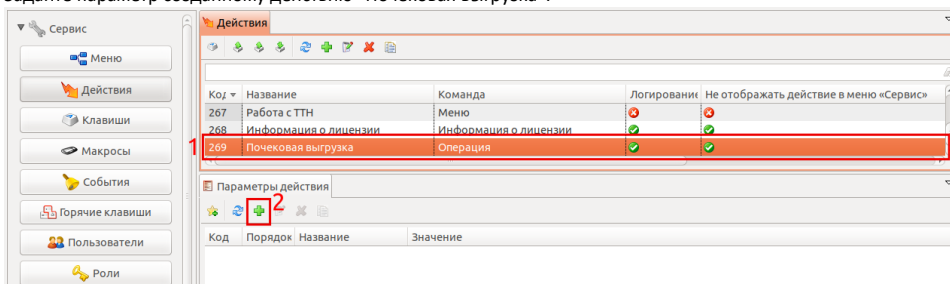 Задайте параметр созданному действию "Почековая выгрузка":
Сервис
Меню
Действия
Клавиши
Макросы
События
Горячие клавиши
Пользователи
Роли
Действия
Код Название Команда Логирование Не отображать действие в меню «Сервис»
267 Работа с ТТН Меню
268 Информация о лицензии Информация о лицензии
1
269 Почековая выгрузка Операция
Параметры действия
2
Код Порядок Название Значение